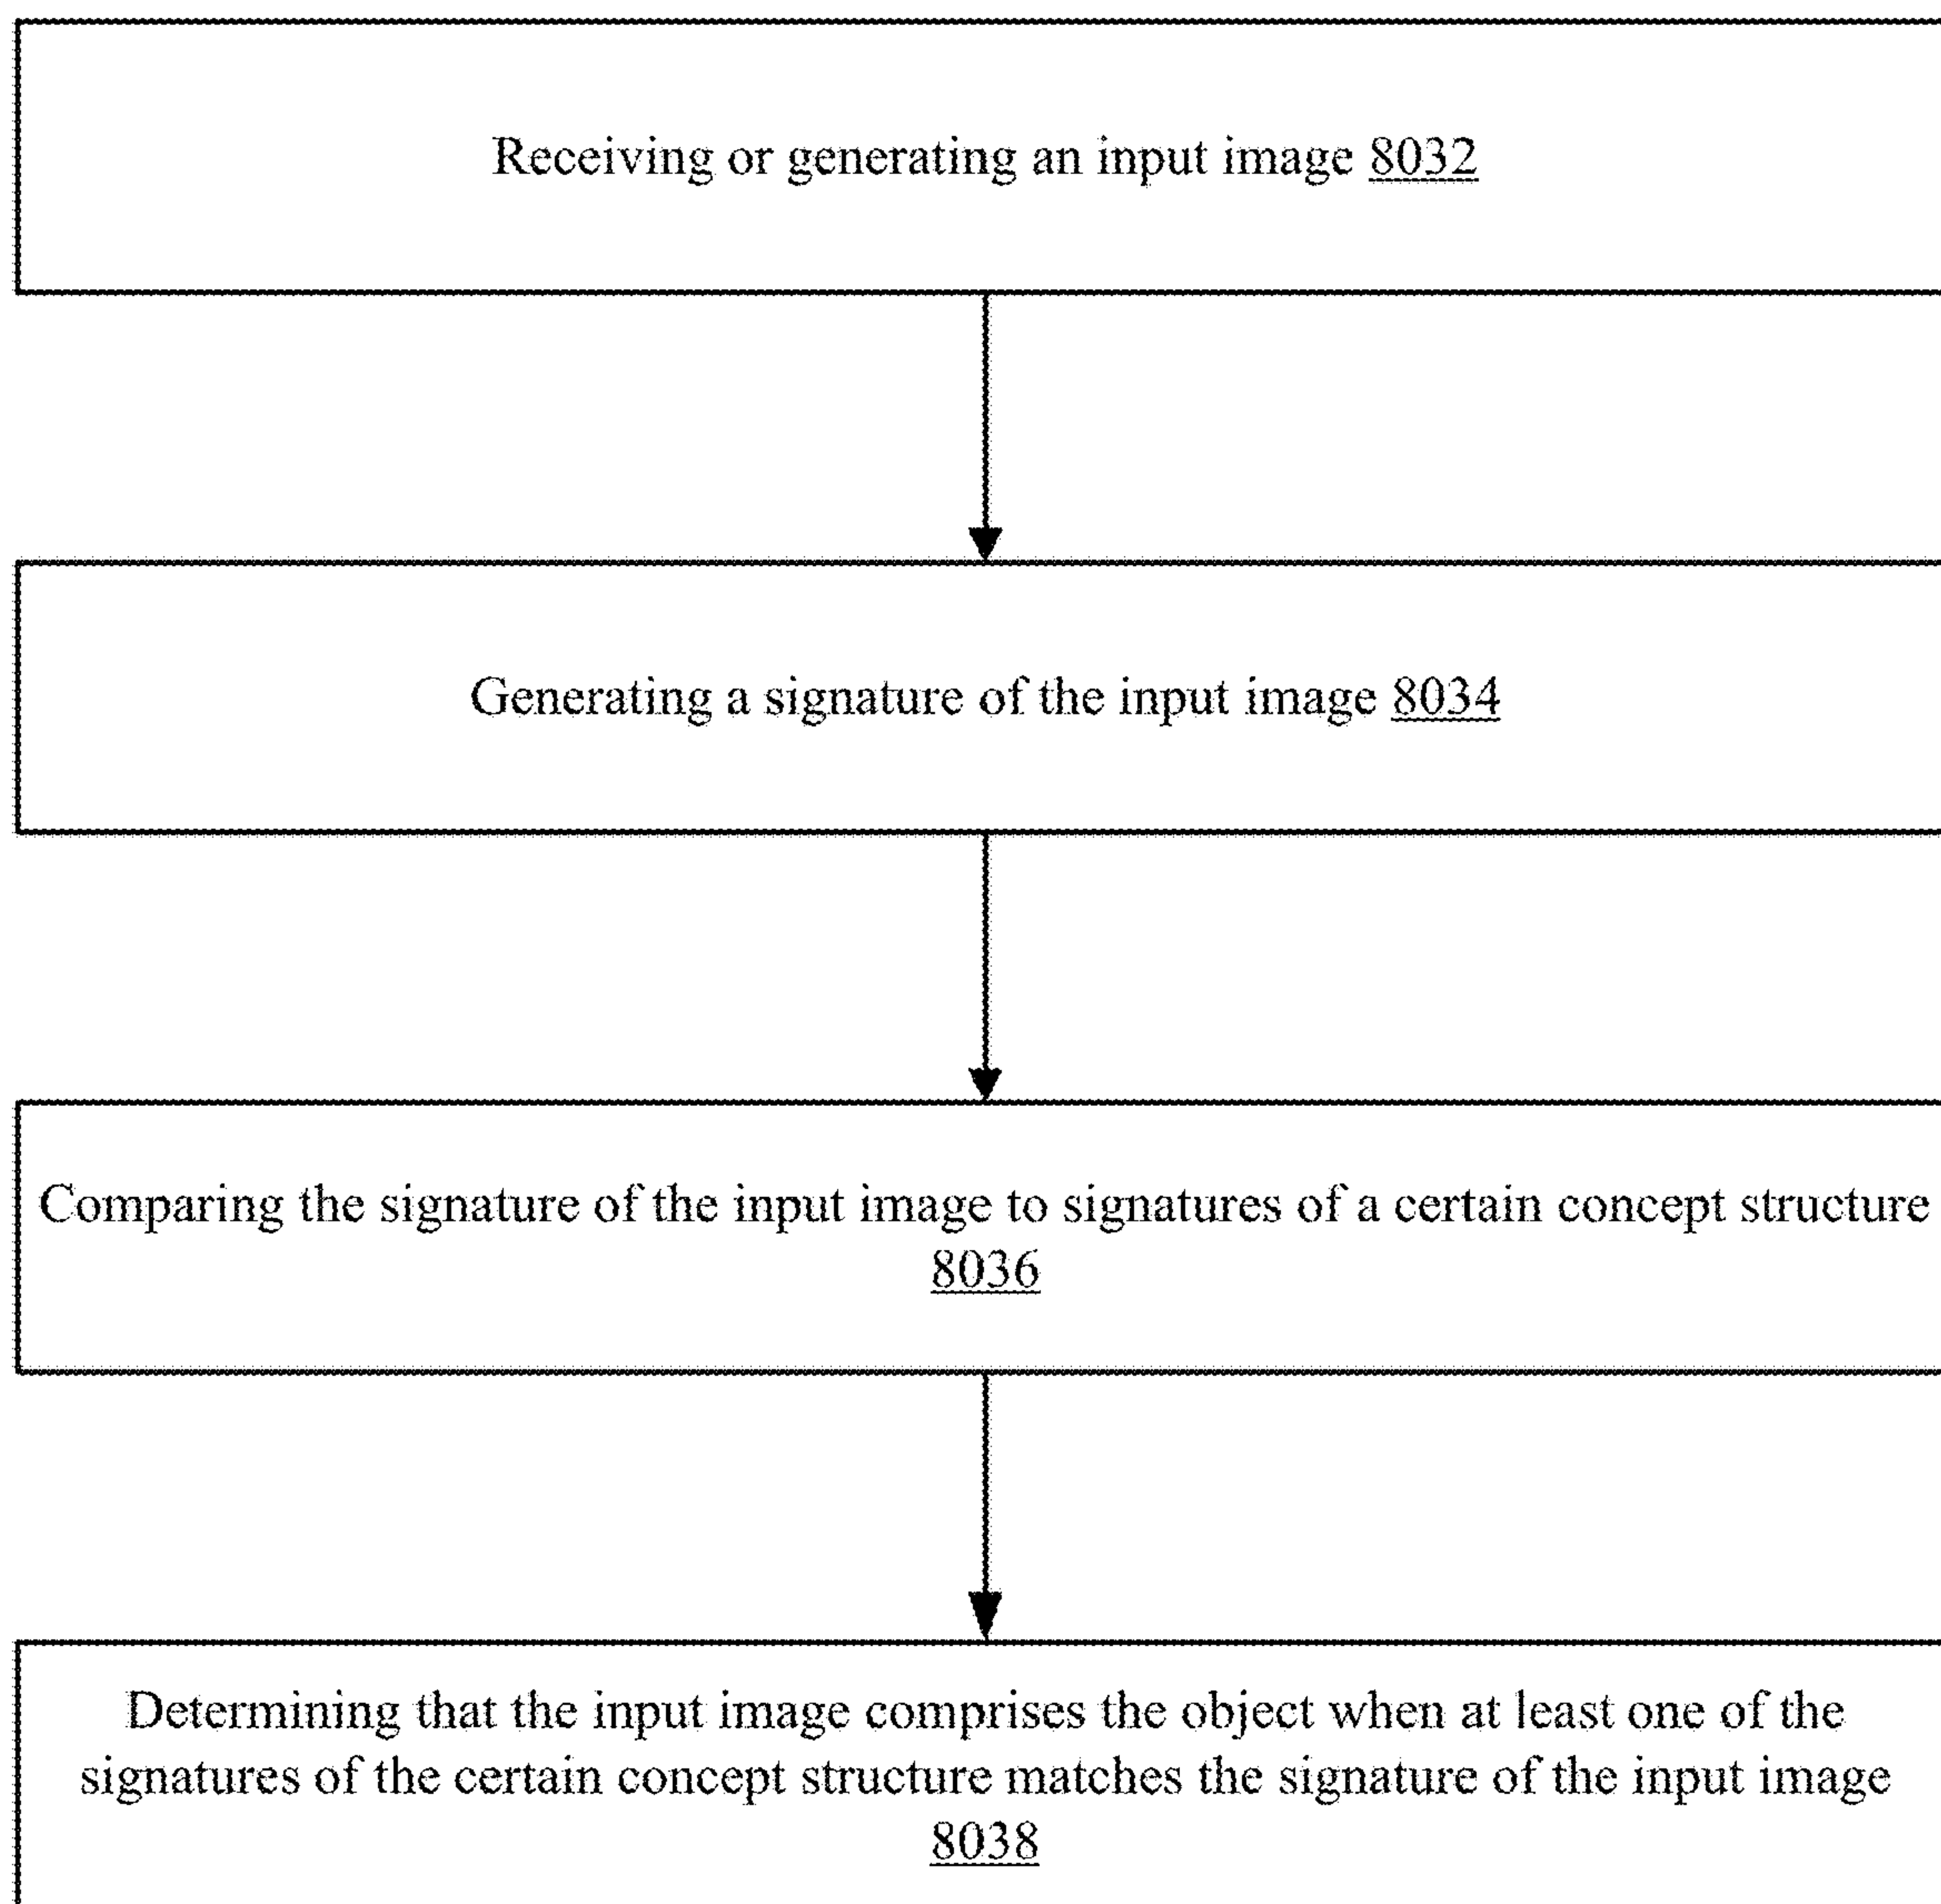 Receiving or generating an input image 8032
Generating a signature of the input image 8034
Comparing the signature of the input image to signatures of a certain concept structure
8036
Determining that the input image comprises the object when at least one of the
signatures of the certain concept structure matches the signature of the input image
8038